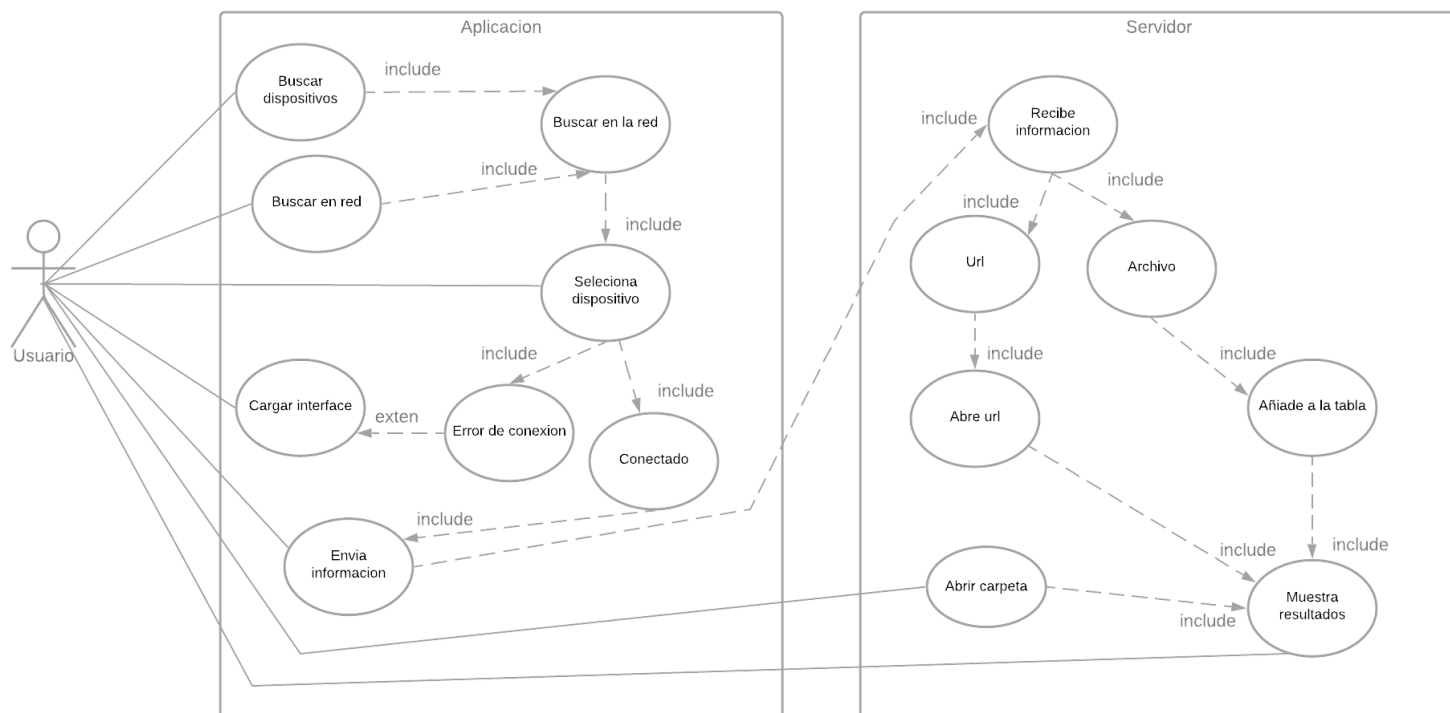 Aplicacion
Servidor
Buscar
dispositivos
include
Buscar en la red
include
Recibe
informacion
include
Buscar en red
include
include
include
Usuario
Seleciona
dispositivo
Url
Archivo
include
include
include
include
Cargar interface
exten
Error de conexion
Conectado
Abre url
Añiade a la tabla
include
Envia
informacion
include
include
Abrir carpeta
include
Muestra
resultados